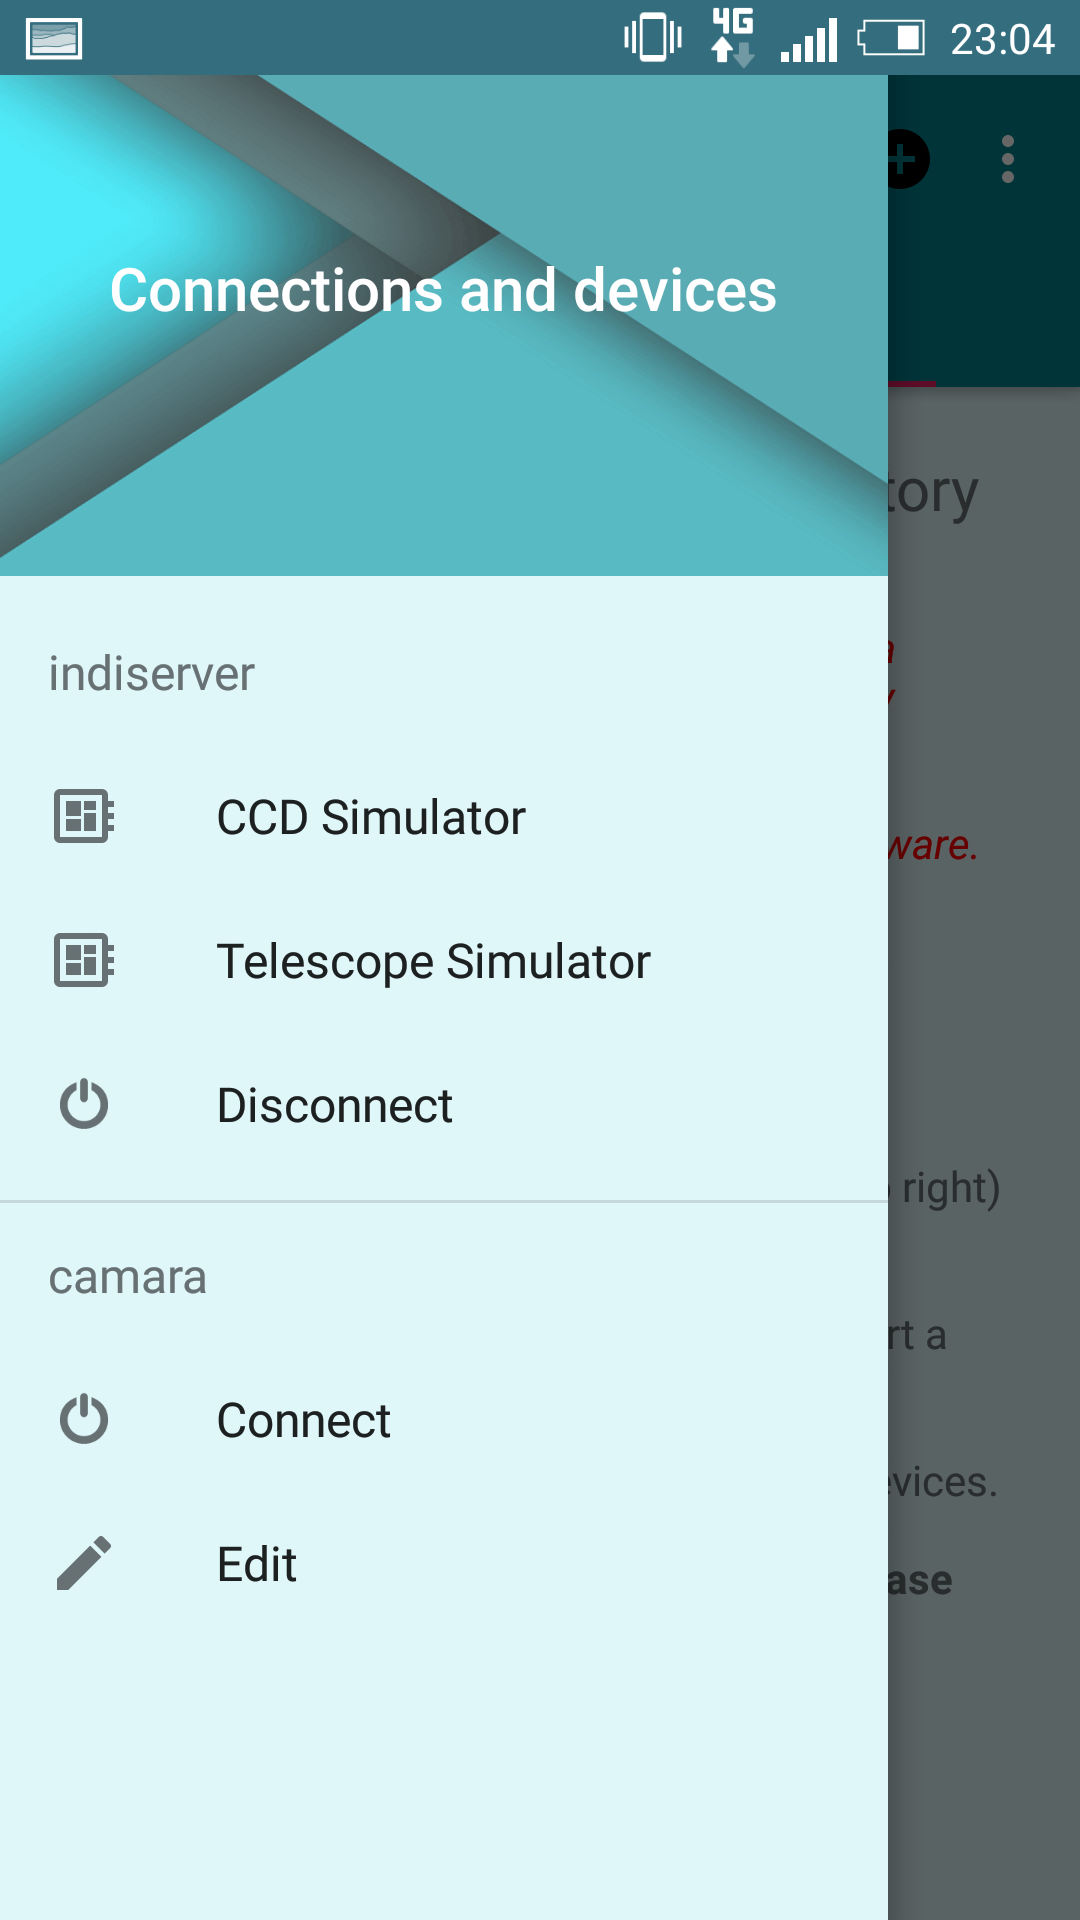 4G
23:04
Connections and devices
tory
indiserver
CCD Simulator
ware.
Telescope Simulator
Disconnect
right)
camara
rt a
Connect
evices.
Edit
ase